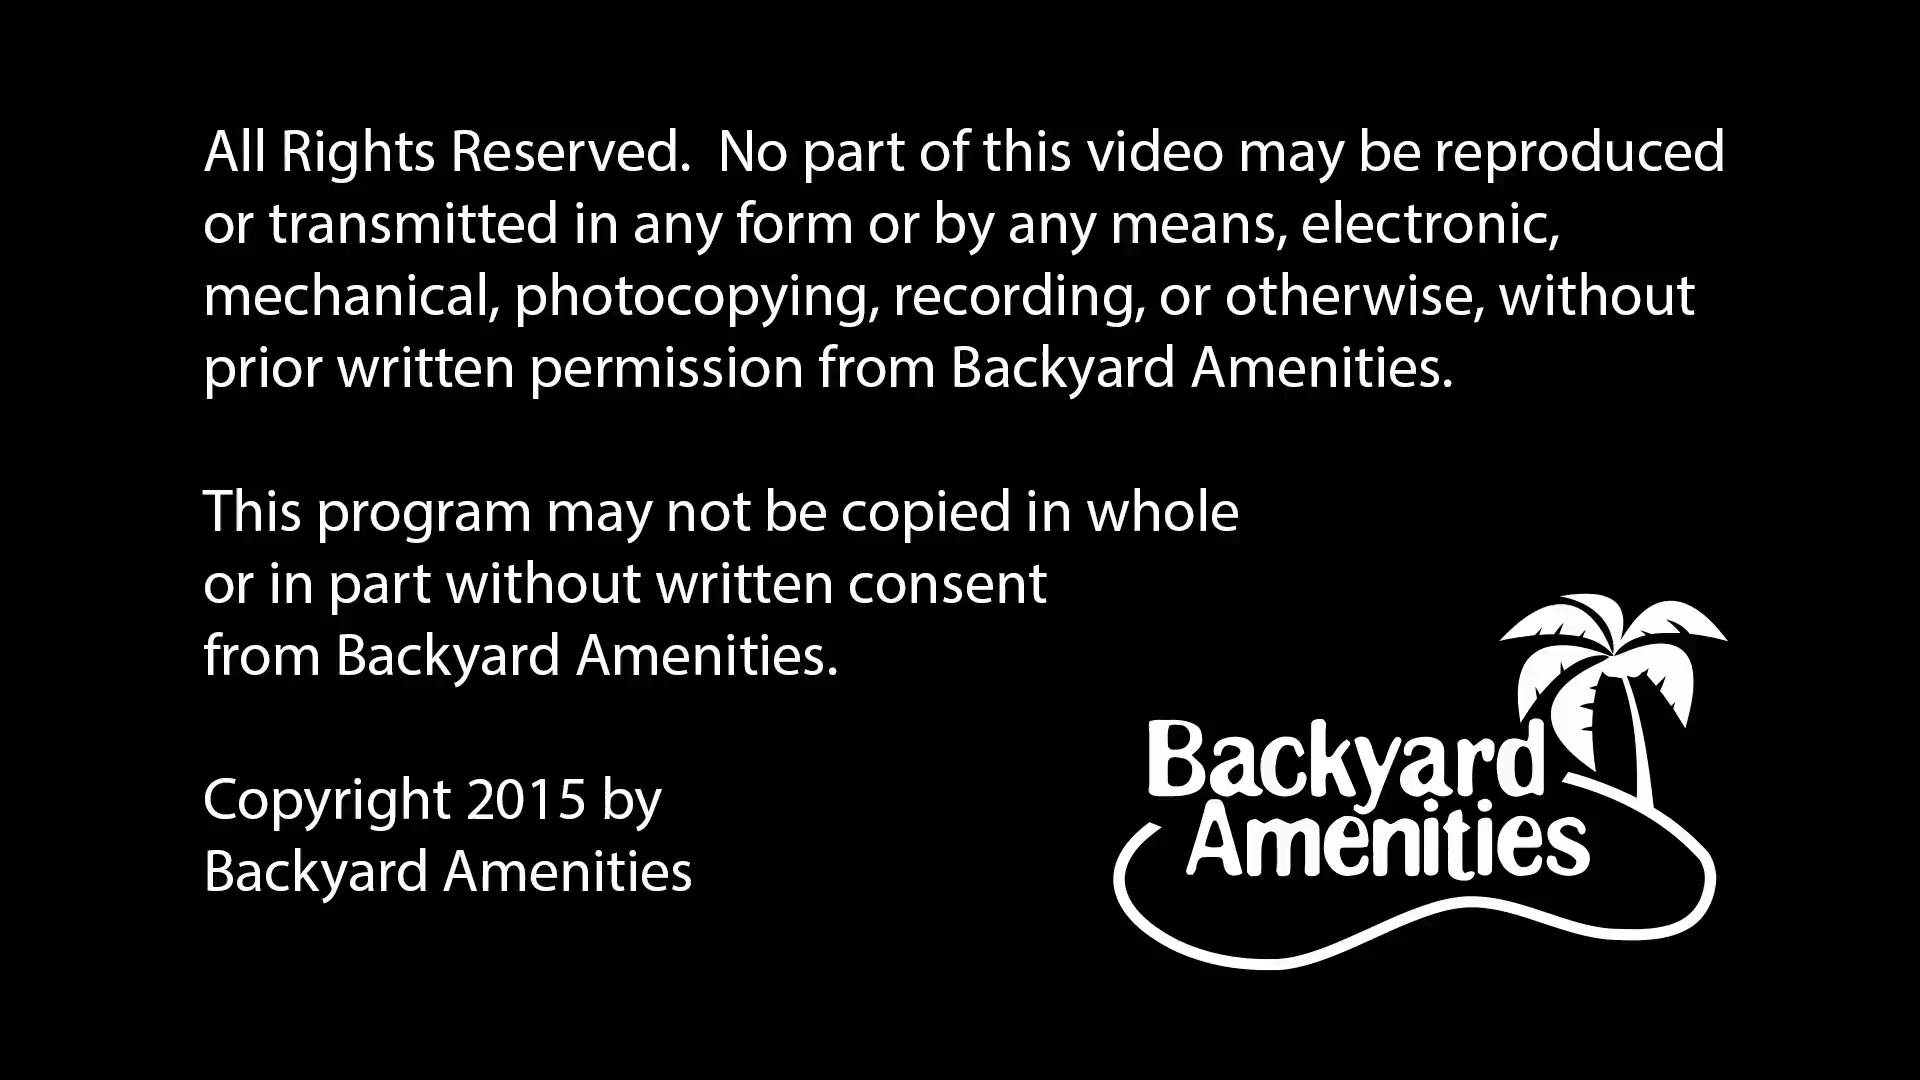 All Rights Reserved.  No part of this video may be reproduced
or transmitted in any form or by any means, electronic,
mechanical, photocopying, recording, or otherwise, without
prior written permission from Backyard Amenities.
This program may not be copied in whole
or in part without written consent
from Backyard Amenities.
Copyright 2015 by
Backyard Amenities
Backyard
Amenities